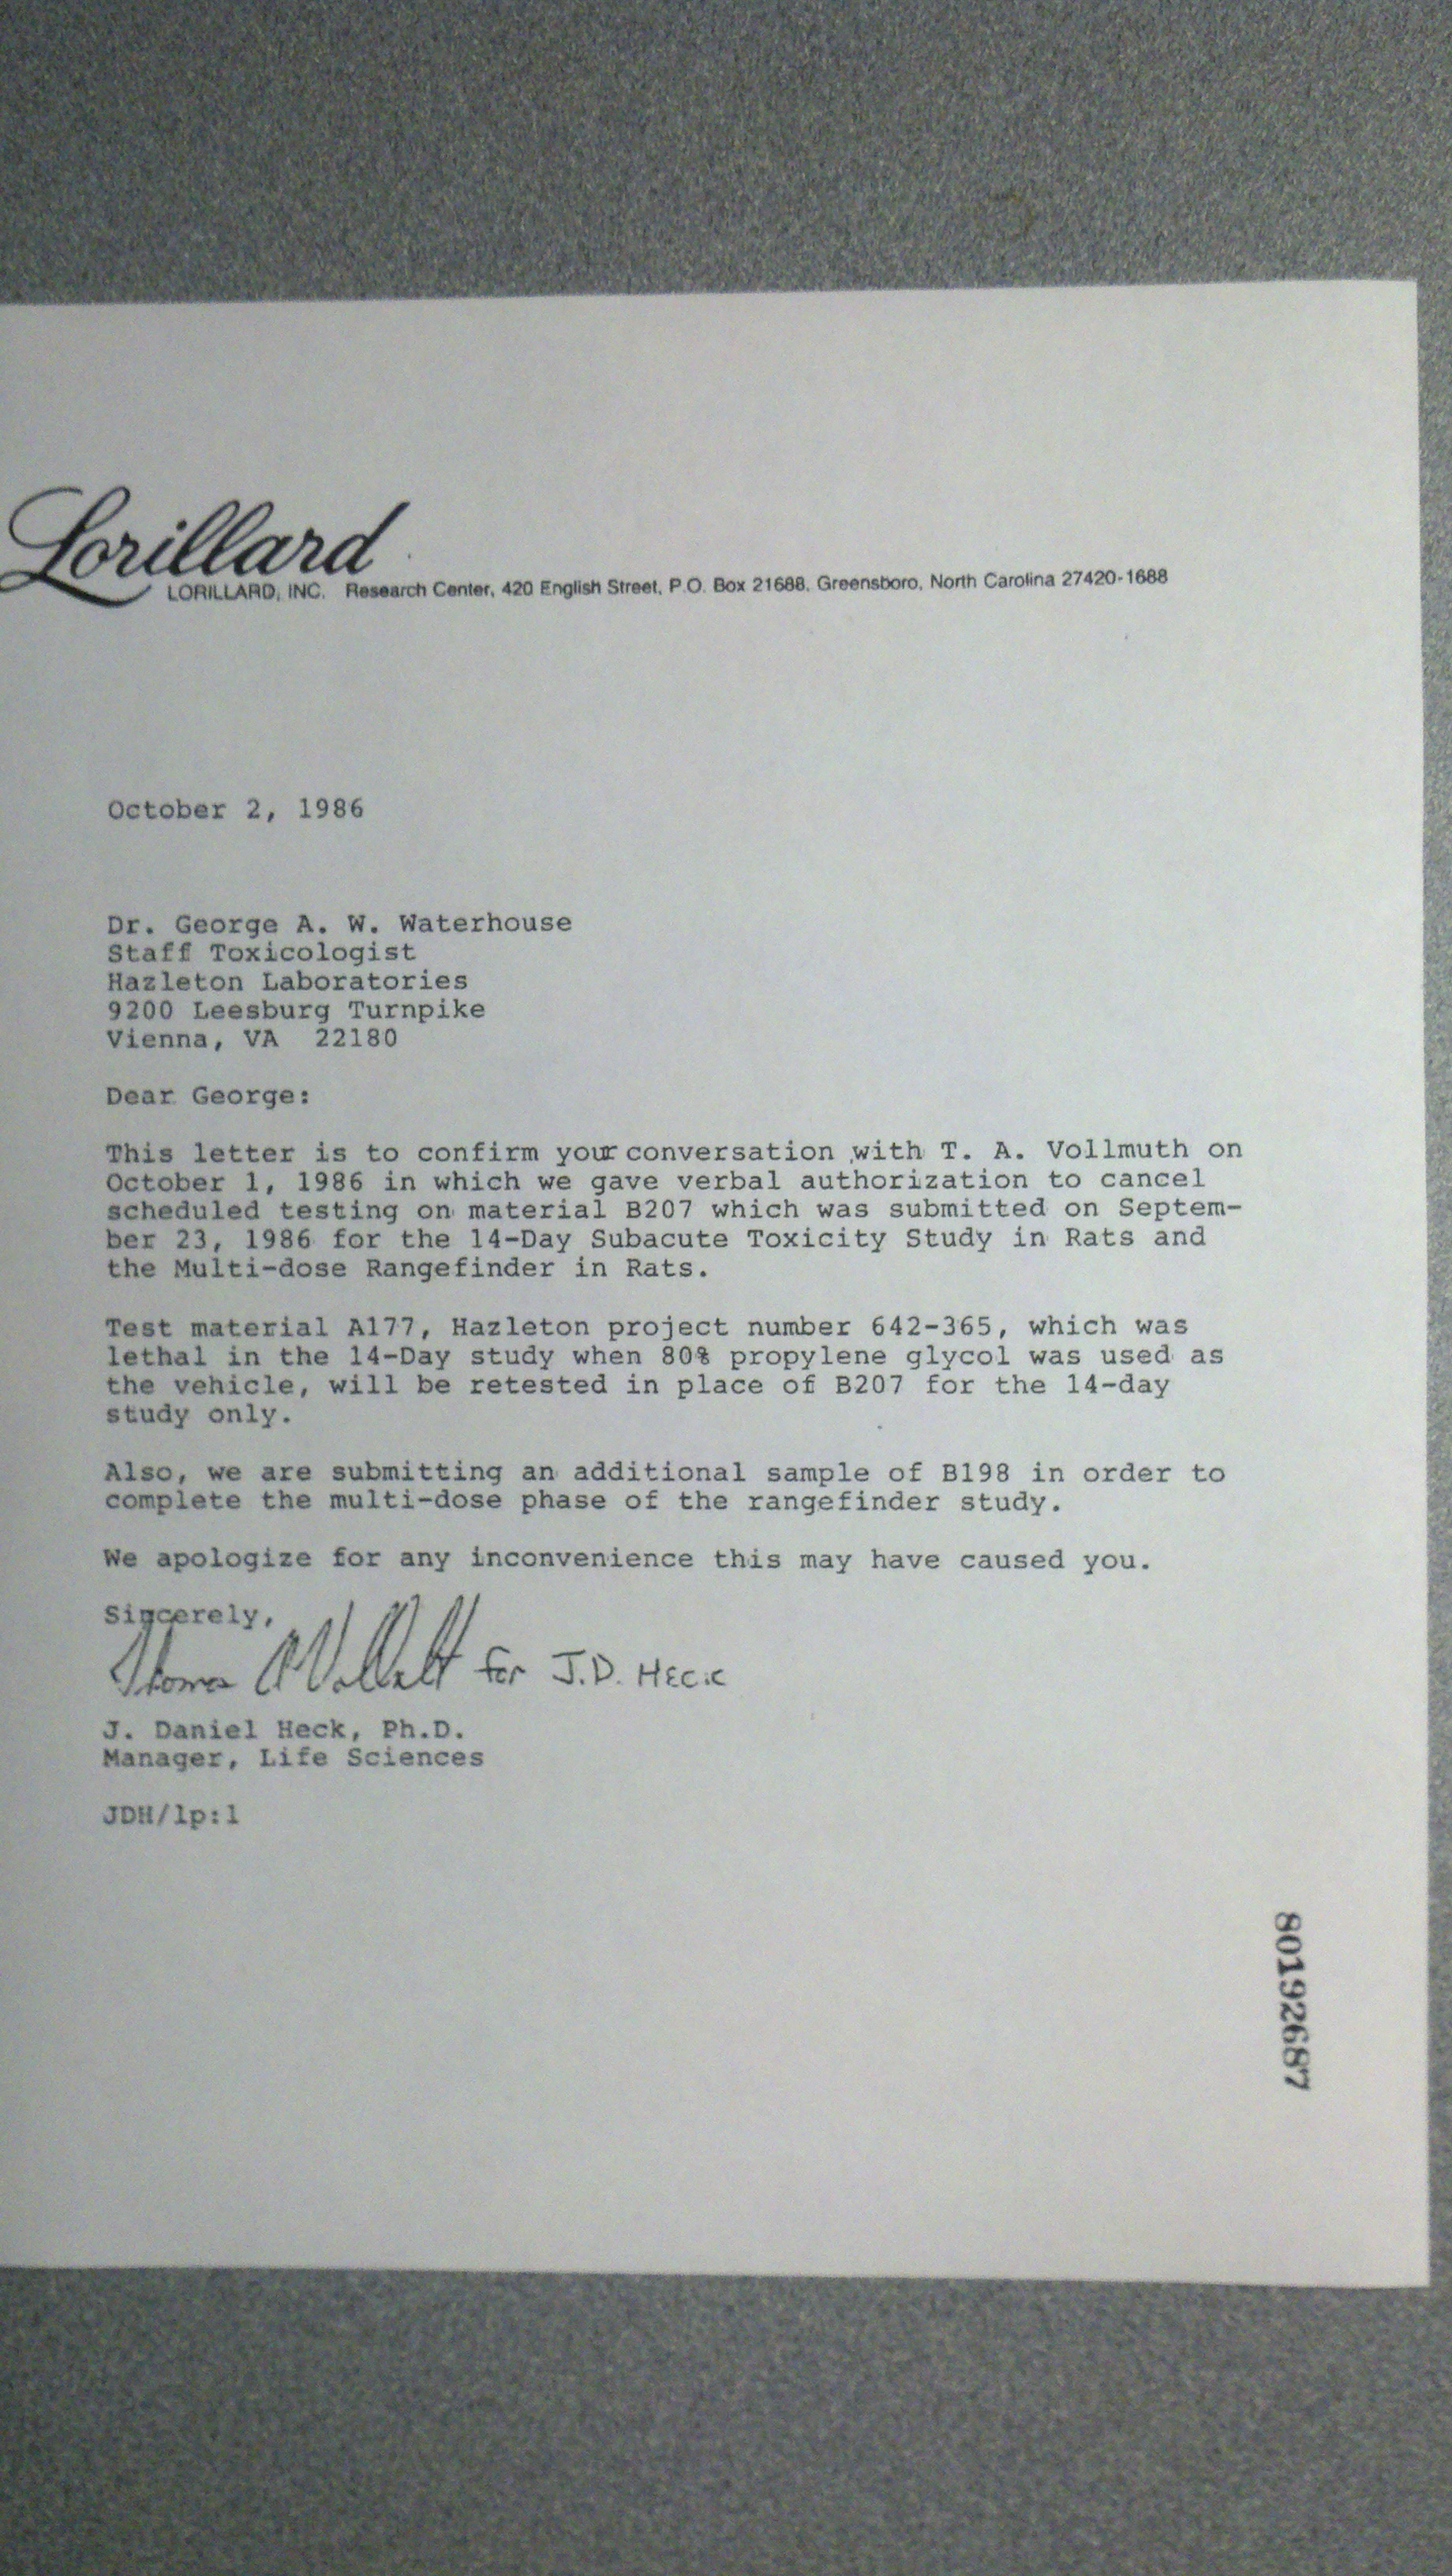 Lorillard
LORILLARD, INC. Research Center, 420 English Street, P.O. Box 21688, Greensboro, North Carolina 27420-1688
October 2, 1986
Dr. George A. W. Waterhouse
Staff Toxicologist
Hazleton Laboratories
9200 Leesburg Turnpike
Vienna, VA  22180
Dear George:
This letter is to confirm your conversation with T. A. Vollmuth on
October 1, 1986 in which we gave verbal authorization to cancel
scheduled testing on material B207 which was submitted on Septem-
ber 23, 1986 for the 14-Day Subacute Toxicity Study in Rats and
the Multi-dose Rangefinder in Rats.
Test material A177, Hazleton project number 642-365, which was
lethal in the 14-Day study when 80% propylene glycol was used as
the vehicle, will be retested in place of B207 for the 14-day
study only.
Also, we are submitting an additional sample of B198 in order to
complete the multi-dose phase of the rangefinder study.
We apologize for any inconvenience this may have caused you.
Sincerely,
Thomas A Vollmuth for J.D. HECK
J. Daniel Heck, Ph.D.
Manager, Life Sciences
JDH/lp:1
80192687